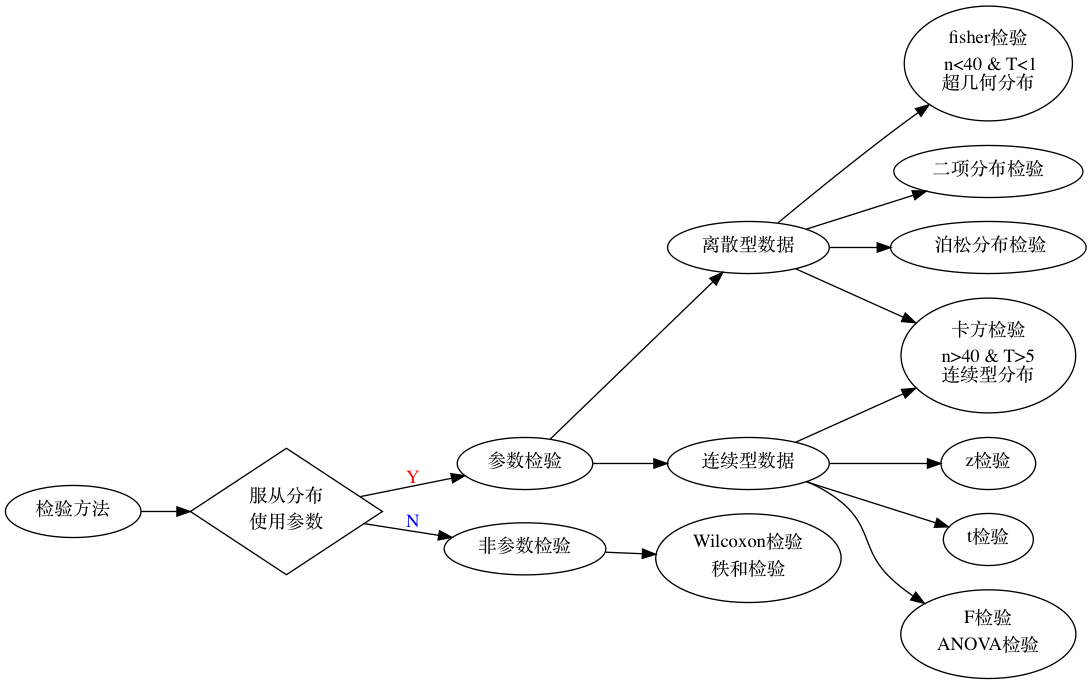 检验方法
服从分布
使用参数
Y
N
参数检验
非参数检验
离散型数据
连续型数据
Wilcoxon检验
秩和检验
fisher检验
n<40 & T<1
超几何分布
二项分布检验
泊松分布检验
卡方检验
n>40 & T>5
连续型分布
z检验
t检验
F检验
ANOVA检验